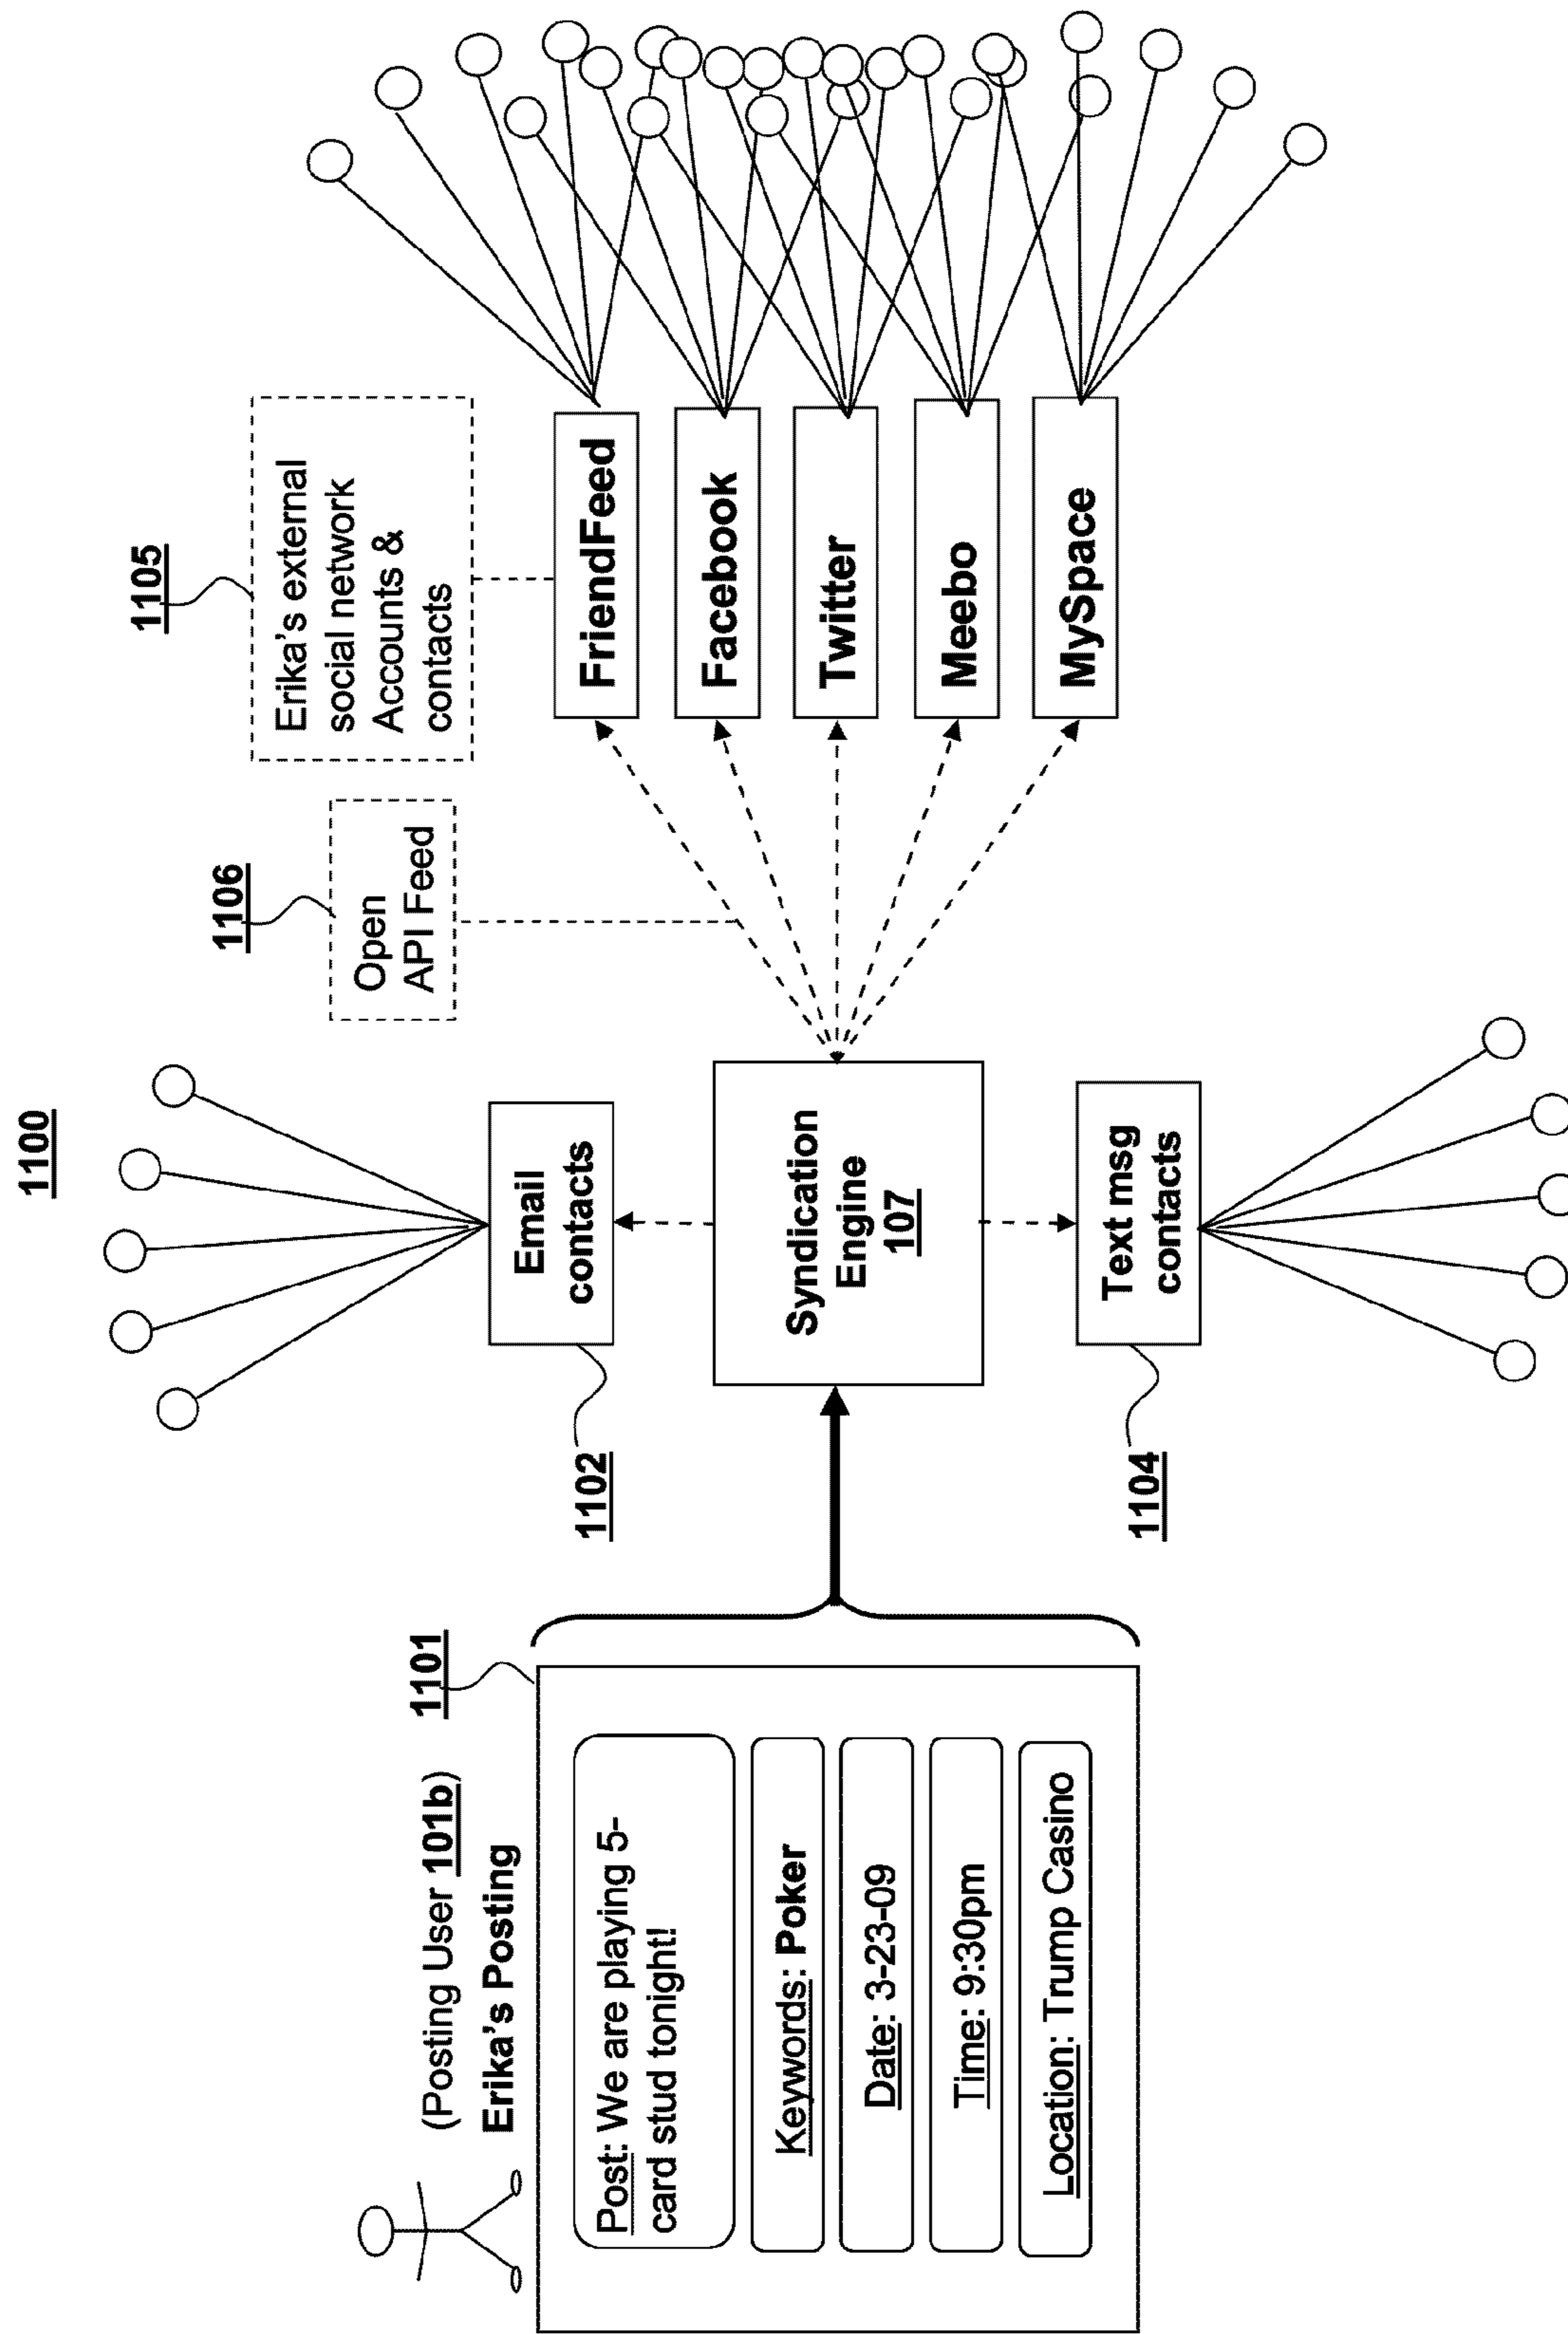 1100
(Posting User 101b)
Erika's Posting
1101
Post: We are playing 5-
card stud tonight!
Keywords: Poker
Date: 3-23-09
Time: 9:30pm
Location: Trump Casino
1102
Email
contacts
Syndication
Engine
107
1104
Text msg
contacts
1106
Open
API Feed
1105
Erika's external
social network
Accounts &
contacts
FriendFeed
Facebook
Twitter
Meebo
MySpace